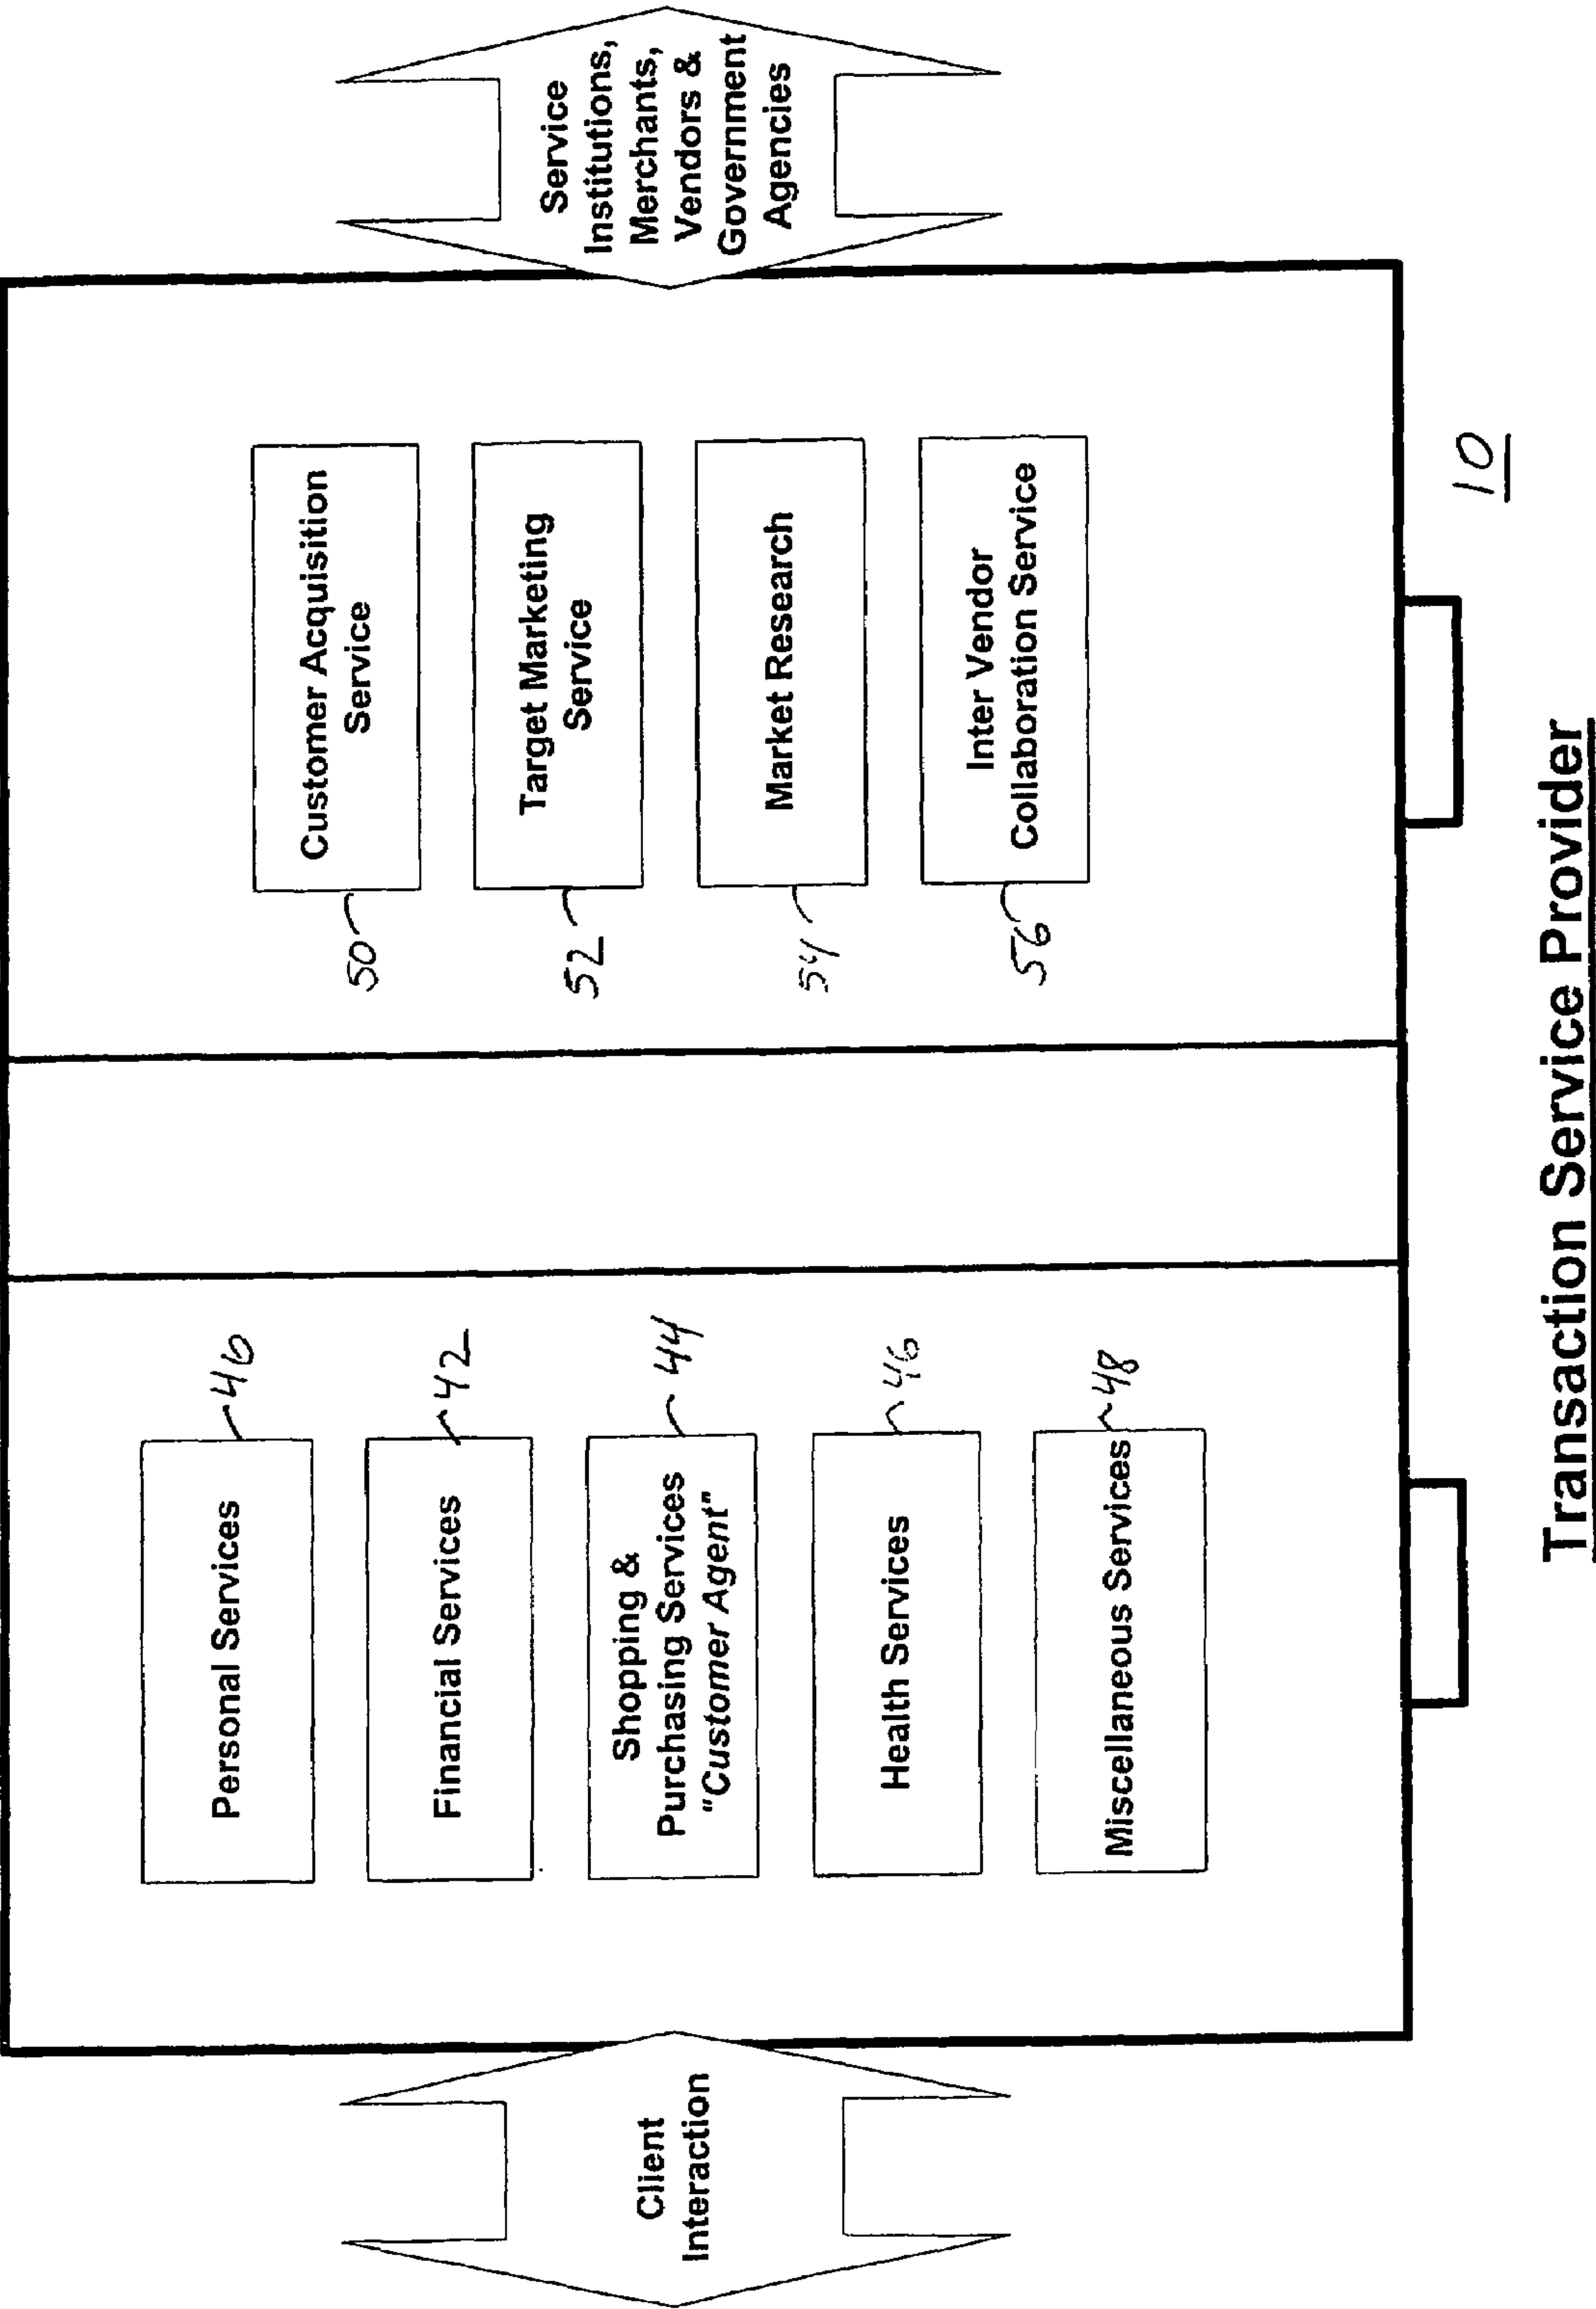 Client
Interaction
Personal Services
46
Financial Services
42
Shopping &
Purchasing Services
"Customer Agent"
44
Health Services
46
Miscellaneous Services
48
50
Customer Acquisition
Service
52
Target Marketing
Service
54
Market Research
56
Inter Vendor
Collaboration Service
Service
Institutions,
Merchants,
Vendors &
Government
Agencies
10
Transaction Service Provider